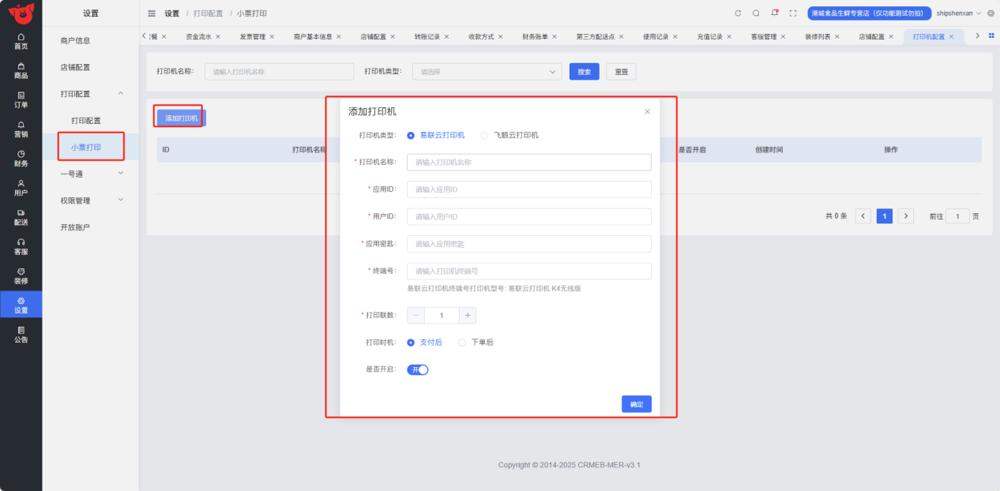 设置
设置 / 打印配置 / 小票打印
港城食品生鲜专营店（仅功能测试勿拍）
shipshenxan
资金流水
发票管理
商户基本信息
店铺配置
转账记录
收款方式
财务账单
第三方配送点
使用记录
充值记录
客服管理
装修列表
店铺配置
打印机配置
首页
商品
订单
营销
财务
用户
配送
客服
装修
设置
公告
商户信息
店铺配置
打印配置
打印配置
小票打印
一号通
权限管理
开放账户
打印机名称： 请输入打印机名称
打印机类型： 请选择
搜索
重置
添加打印机
ID
打印机名称
是否开启
创建时间
操作
共 0 条
1
前往 1 页
添加打印机
打印机类型： 易联云打印机 飞鹅云打印机
* 打印机名称： 请输入打印机名称
* 应用ID： 请输入应用ID
* 用户ID： 请输入用户ID
* 应用密匙： 请输入应用密匙
* 终端号： 请输入打印机终端号
易联云打印机终端号打印机型号: 易联云打印机 K4无线版
* 打印联数： － 1 ＋
打印时机： 支付后 下单后
是否开启： 开
确定
Copyright © 2014-2025 CRMEB-MER-v3.1